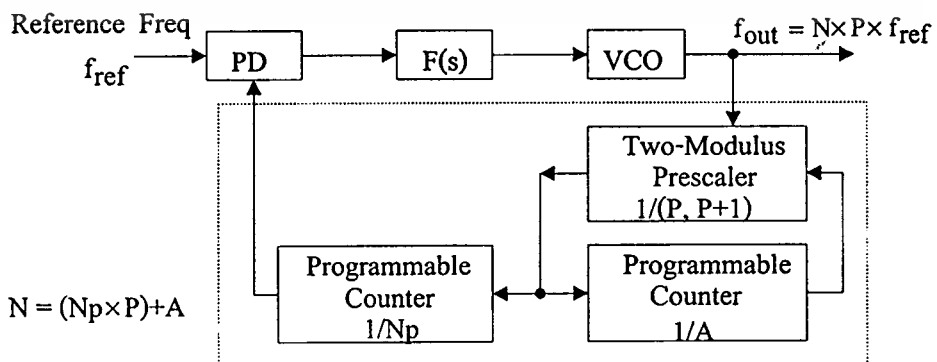 Reference Freq
f_ref
PD
F(s)
VCO
f_out = N×P×f_ref
Two-Modulus
Prescaler
1/(P, P+1)
Programmable
Counter
1/Np
Programmable
Counter
1/A
N = (Np×P)+A